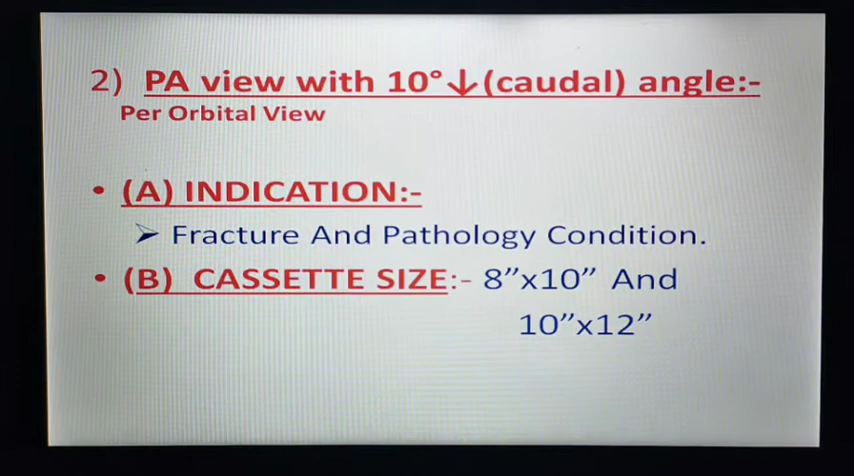 2) PA view with 10°↓(caudal) angle:-
Per Orbital View
• (A) INDICATION:-
➢ Fracture And Pathology Condition.
• (B) CASSETTE SIZE:- 8”x10” And
10”x12”